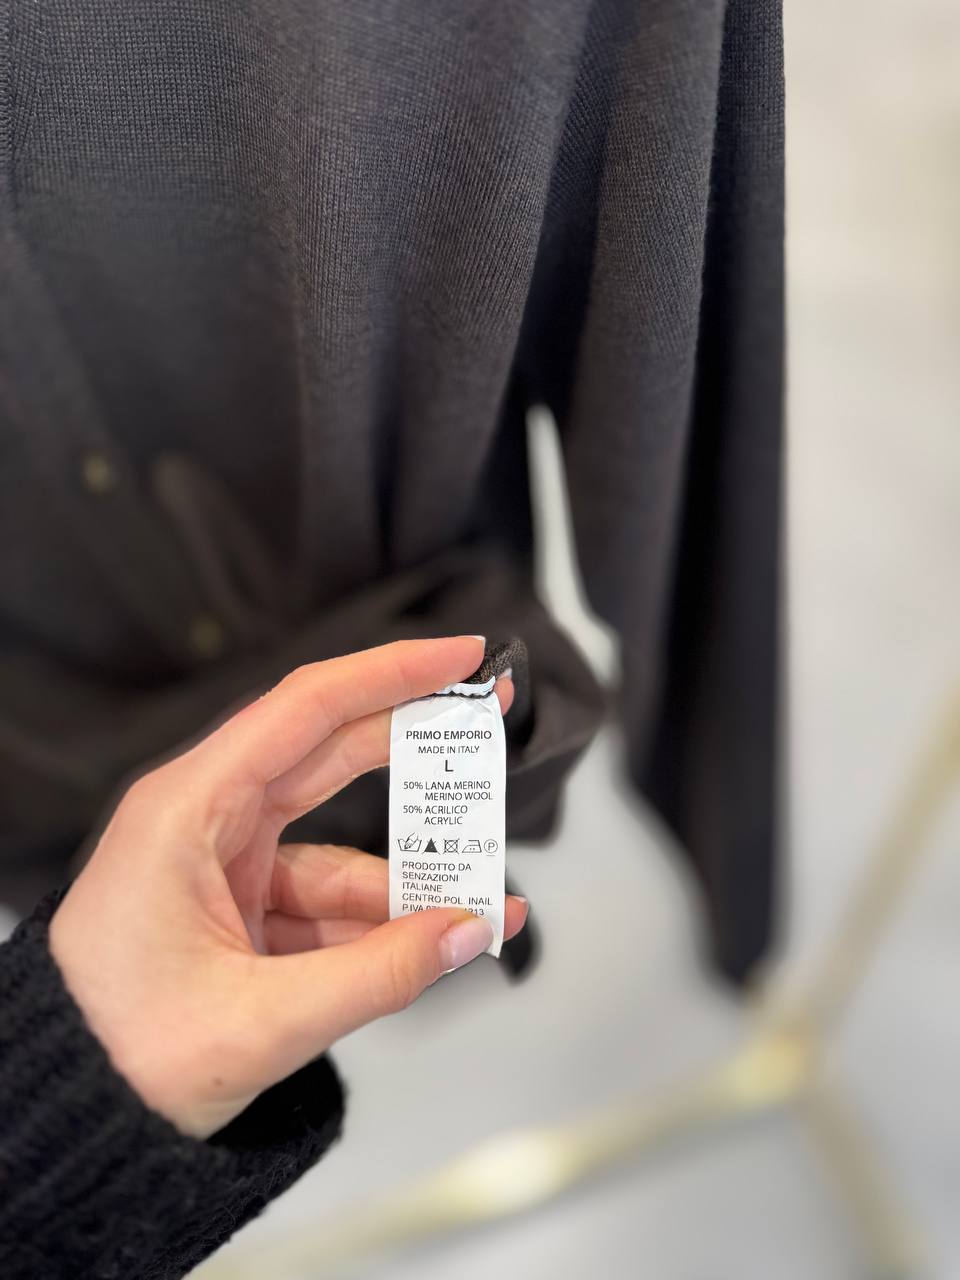 PRIMO EMPORIO
MADE IN ITALY
L
50% LANA MERINO
MERINO WOOL
50% ACRILICO
ACRYLIC
P
PRODOTTO DA
SENZAZIONI
ITALIANE
CENTRO POL. INAIL
P.IVA